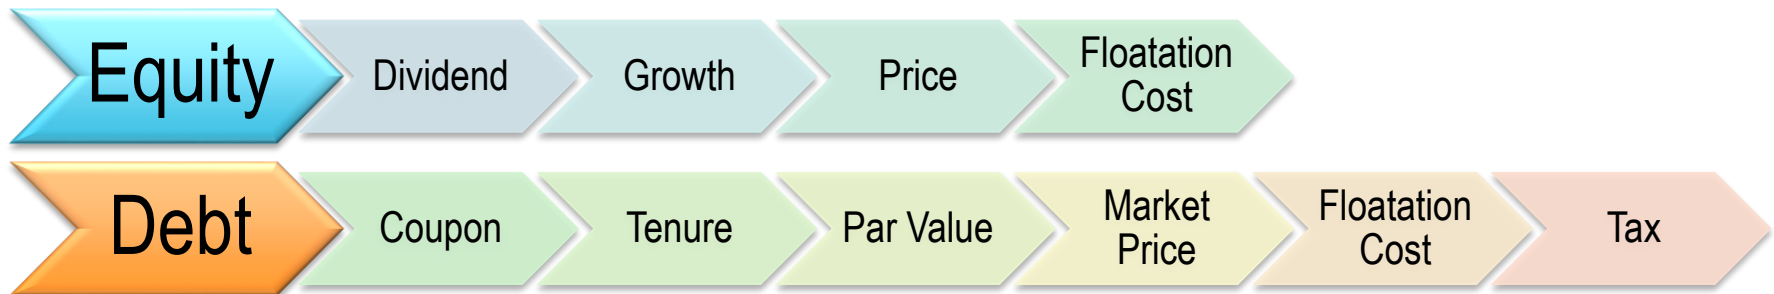 Equity
Dividend
Growth
Price
Floatation
Cost
Debt
Coupon
Tenure
Par Value
Market
Price
Floatation
Cost
Tax